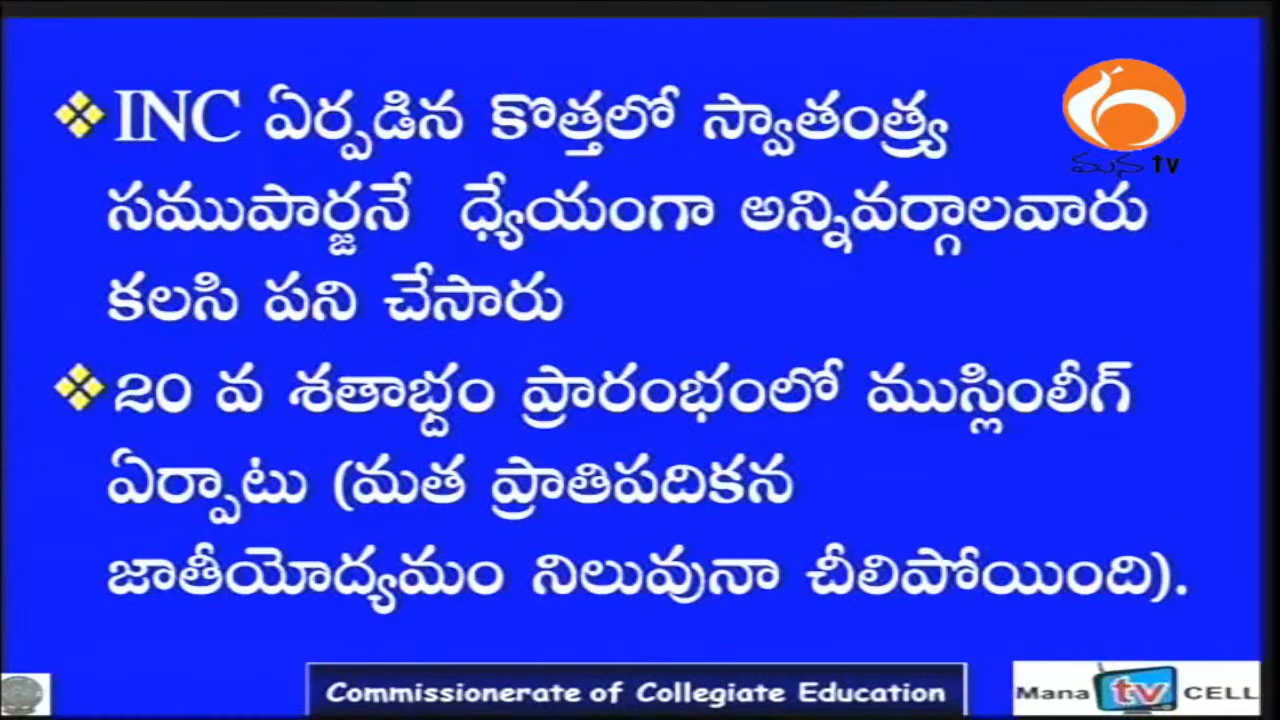 INC ఏర్పడిన కొత్తలో స్వాతంత్ర్య
మన tv
సముపార్జనే ధ్యేయంగా అన్నివర్గాలవారు
కలసి పని చేసారు
20 వ శతాబ్దం ప్రారంభంలో ముస్లింలీగ్
ఏర్పాటు (మత ప్రాతిపదికన
జాతీయోద్యమం నిలువునా చీలిపోయింది).
Commissionerate of Collegiate Education
Mana tv CELL